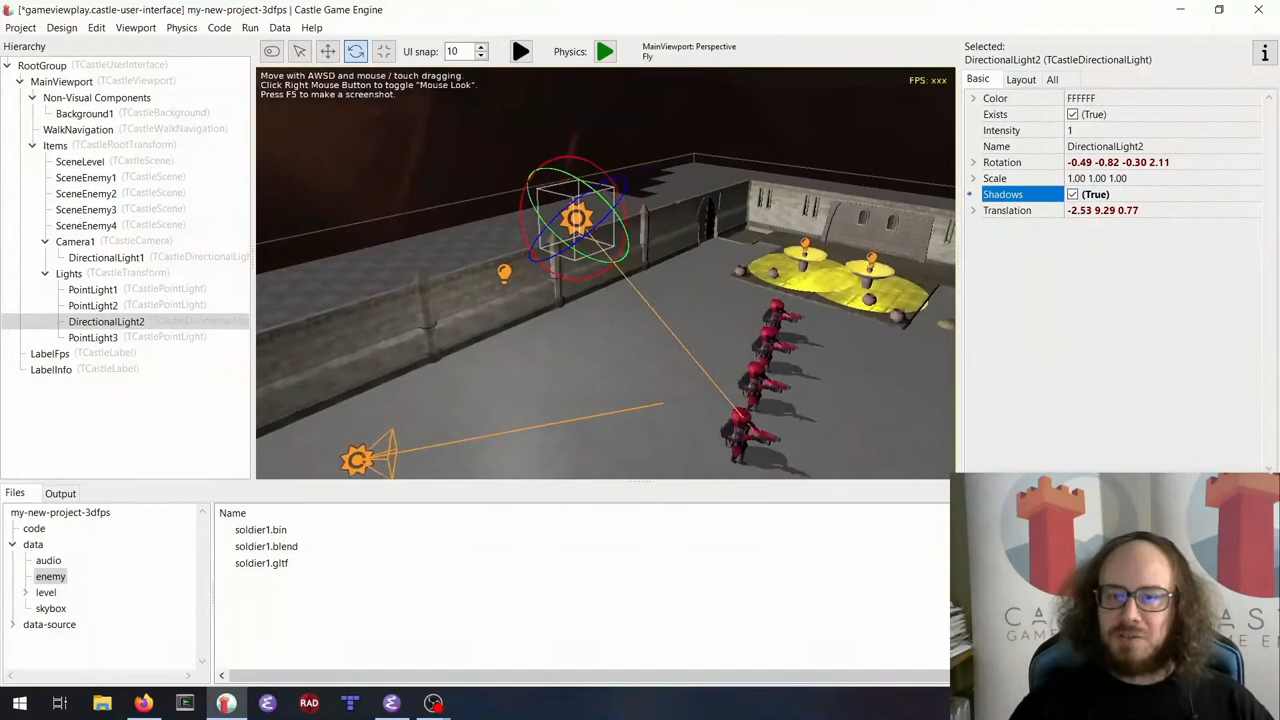 [*gameviewplay.castle-user-interface] my-new-project-3dfps | Castle Game Engine
Project Design Edit Viewport Physics Code Run Data Help
Hierarchy
RootGroup (TCastleUserInterface)
MainViewport (TCastleViewport)
Non-Visual Components
Background1 (TCastleBackground)
WalkNavigation (TCastleWalkNavigation)
Items (TCastleRootTransform)
SceneLevel (TCastleScene)
SceneEnemy1 (TCastleScene)
SceneEnemy2 (TCastleScene)
SceneEnemy3 (TCastleScene)
SceneEnemy4 (TCastleScene)
Camera1 (TCastleCamera)
DirectionalLight1 (TCastleDirectionalLigh
Lights (TCastleTransform)
PointLight1 (TCastlePointLight)
PointLight2 (TCastlePointLight)
DirectionalLight2 (TCastleDirectionalLigh
PointLight3 (TCastlePointLight)
LabelFps (TCastleLabel)
LabelInfo (TCastleLabel)
UI snap: 10
Physics:
MainViewport: Perspective
Fly
Move with AWSD and mouse / touch dragging.
Click Right Mouse Button to toggle "Mouse Look".
Press F5 to make a screenshot.
FPS: xxx
Selected:
DirectionalLight2 (TCastleDirectionalLight)
Basic Layout All
Color FFFFFF
Exists (True)
Intensity 1
Name DirectionalLight2
Rotation -0.49 -0.82 -0.30 2.11
Scale 1.00 1.00 1.00
Shadows (True)
Translation -2.53 9.29 0.77
Files Output
my-new-project-3dfps
code
data
audio
enemy
level
skybox
data-source
Name
soldier1.bin
soldier1.blend
soldier1.gltf
RAD